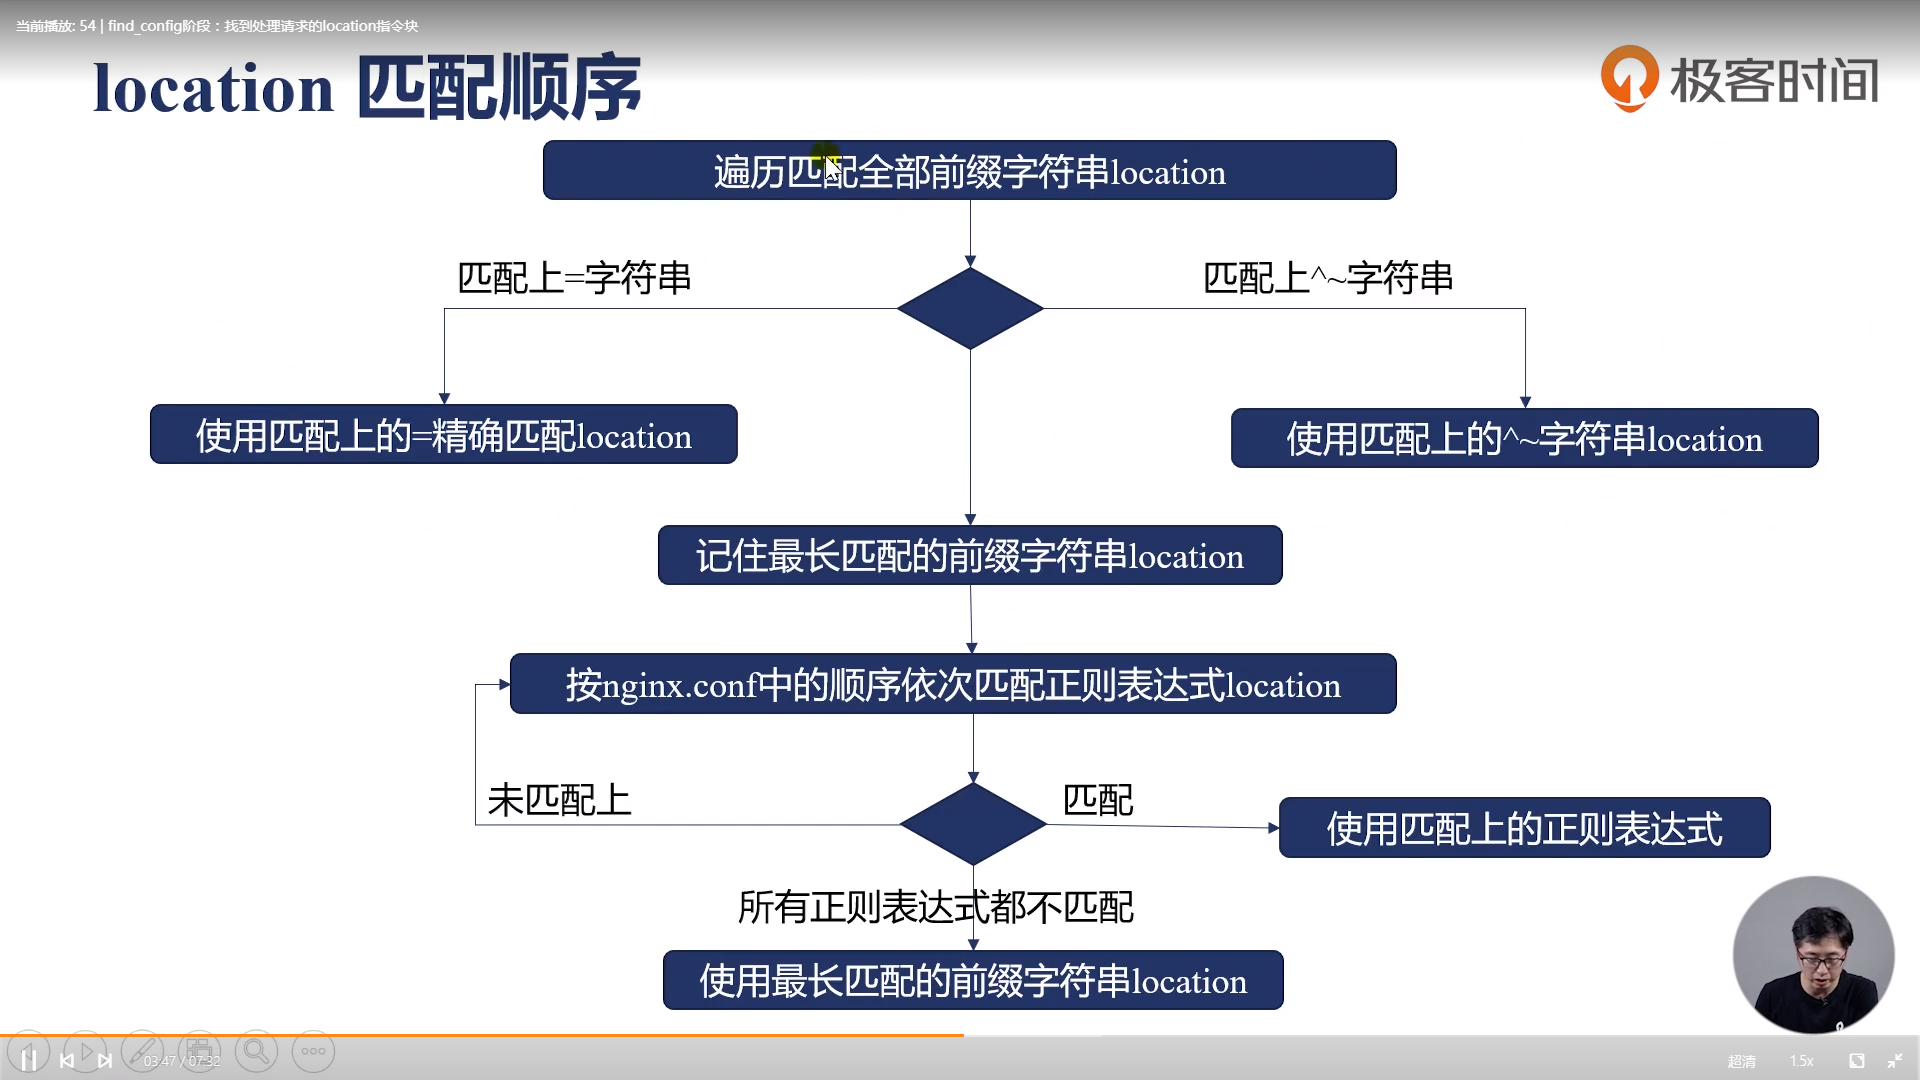 当前播放: 54 | find_config阶段：找到处理请求的location指令块
location 匹配顺序
极客时间
遍历匹配全部前缀字符串location
匹配上=字符串
匹配上^~字符串
使用匹配上的=精确匹配location
使用匹配上的^~字符串location
记住最长匹配的前缀字符串location
按nginx.conf中的顺序依次匹配正则表达式location
未匹配上
匹配
使用匹配上的正则表达式
所有正则表达式都不匹配
使用最长匹配的前缀字符串location
03:47 / 07:32
超清
1.5x